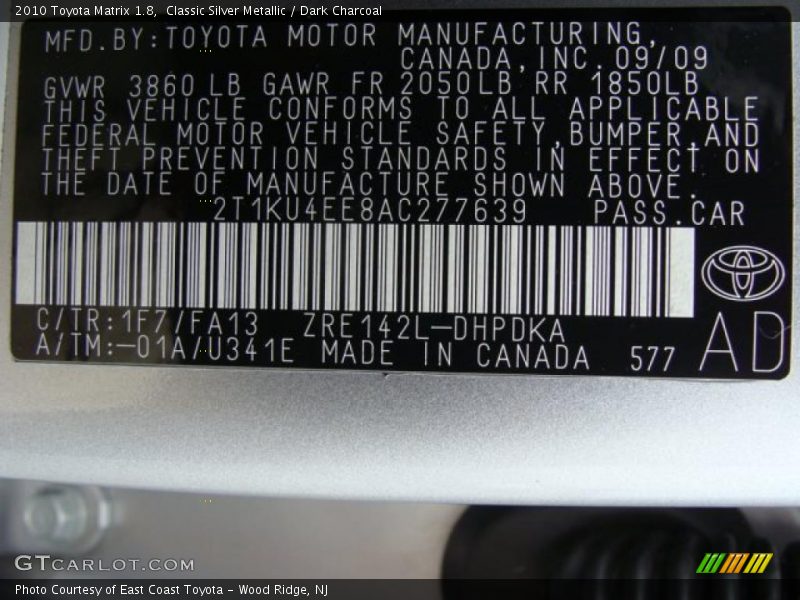 2010 Toyota Matrix 1.8,  Classic Silver Metallic / Dark Charcoal
MFD.BY:TOYOTA MOTOR MANUFACTURING,
CANADA,INC.09/09
GVWR 3860 LB GAWR FR 2050LB RR 1850LB
THIS VEHICLE CONFORMS TO ALL APPLICABLE
FEDERAL MOTOR VEHICLE SAFETY,BUMPER,AND
THEFT PREVENTION STANDARDS IN EFFECT ON
THE DATE OF MANUFACTURE SHOWN ABOVE.
2T1KU4EE8AC277639 PASS.CAR
C/TR:1F7/FA13 ZRE142L-DHPDKA
A/TM:-01A/U341E MADE IN CANADA 577 AD
GTCARLOT.COM
Photo Courtesy of East Coast Toyota - Wood Ridge, NJ